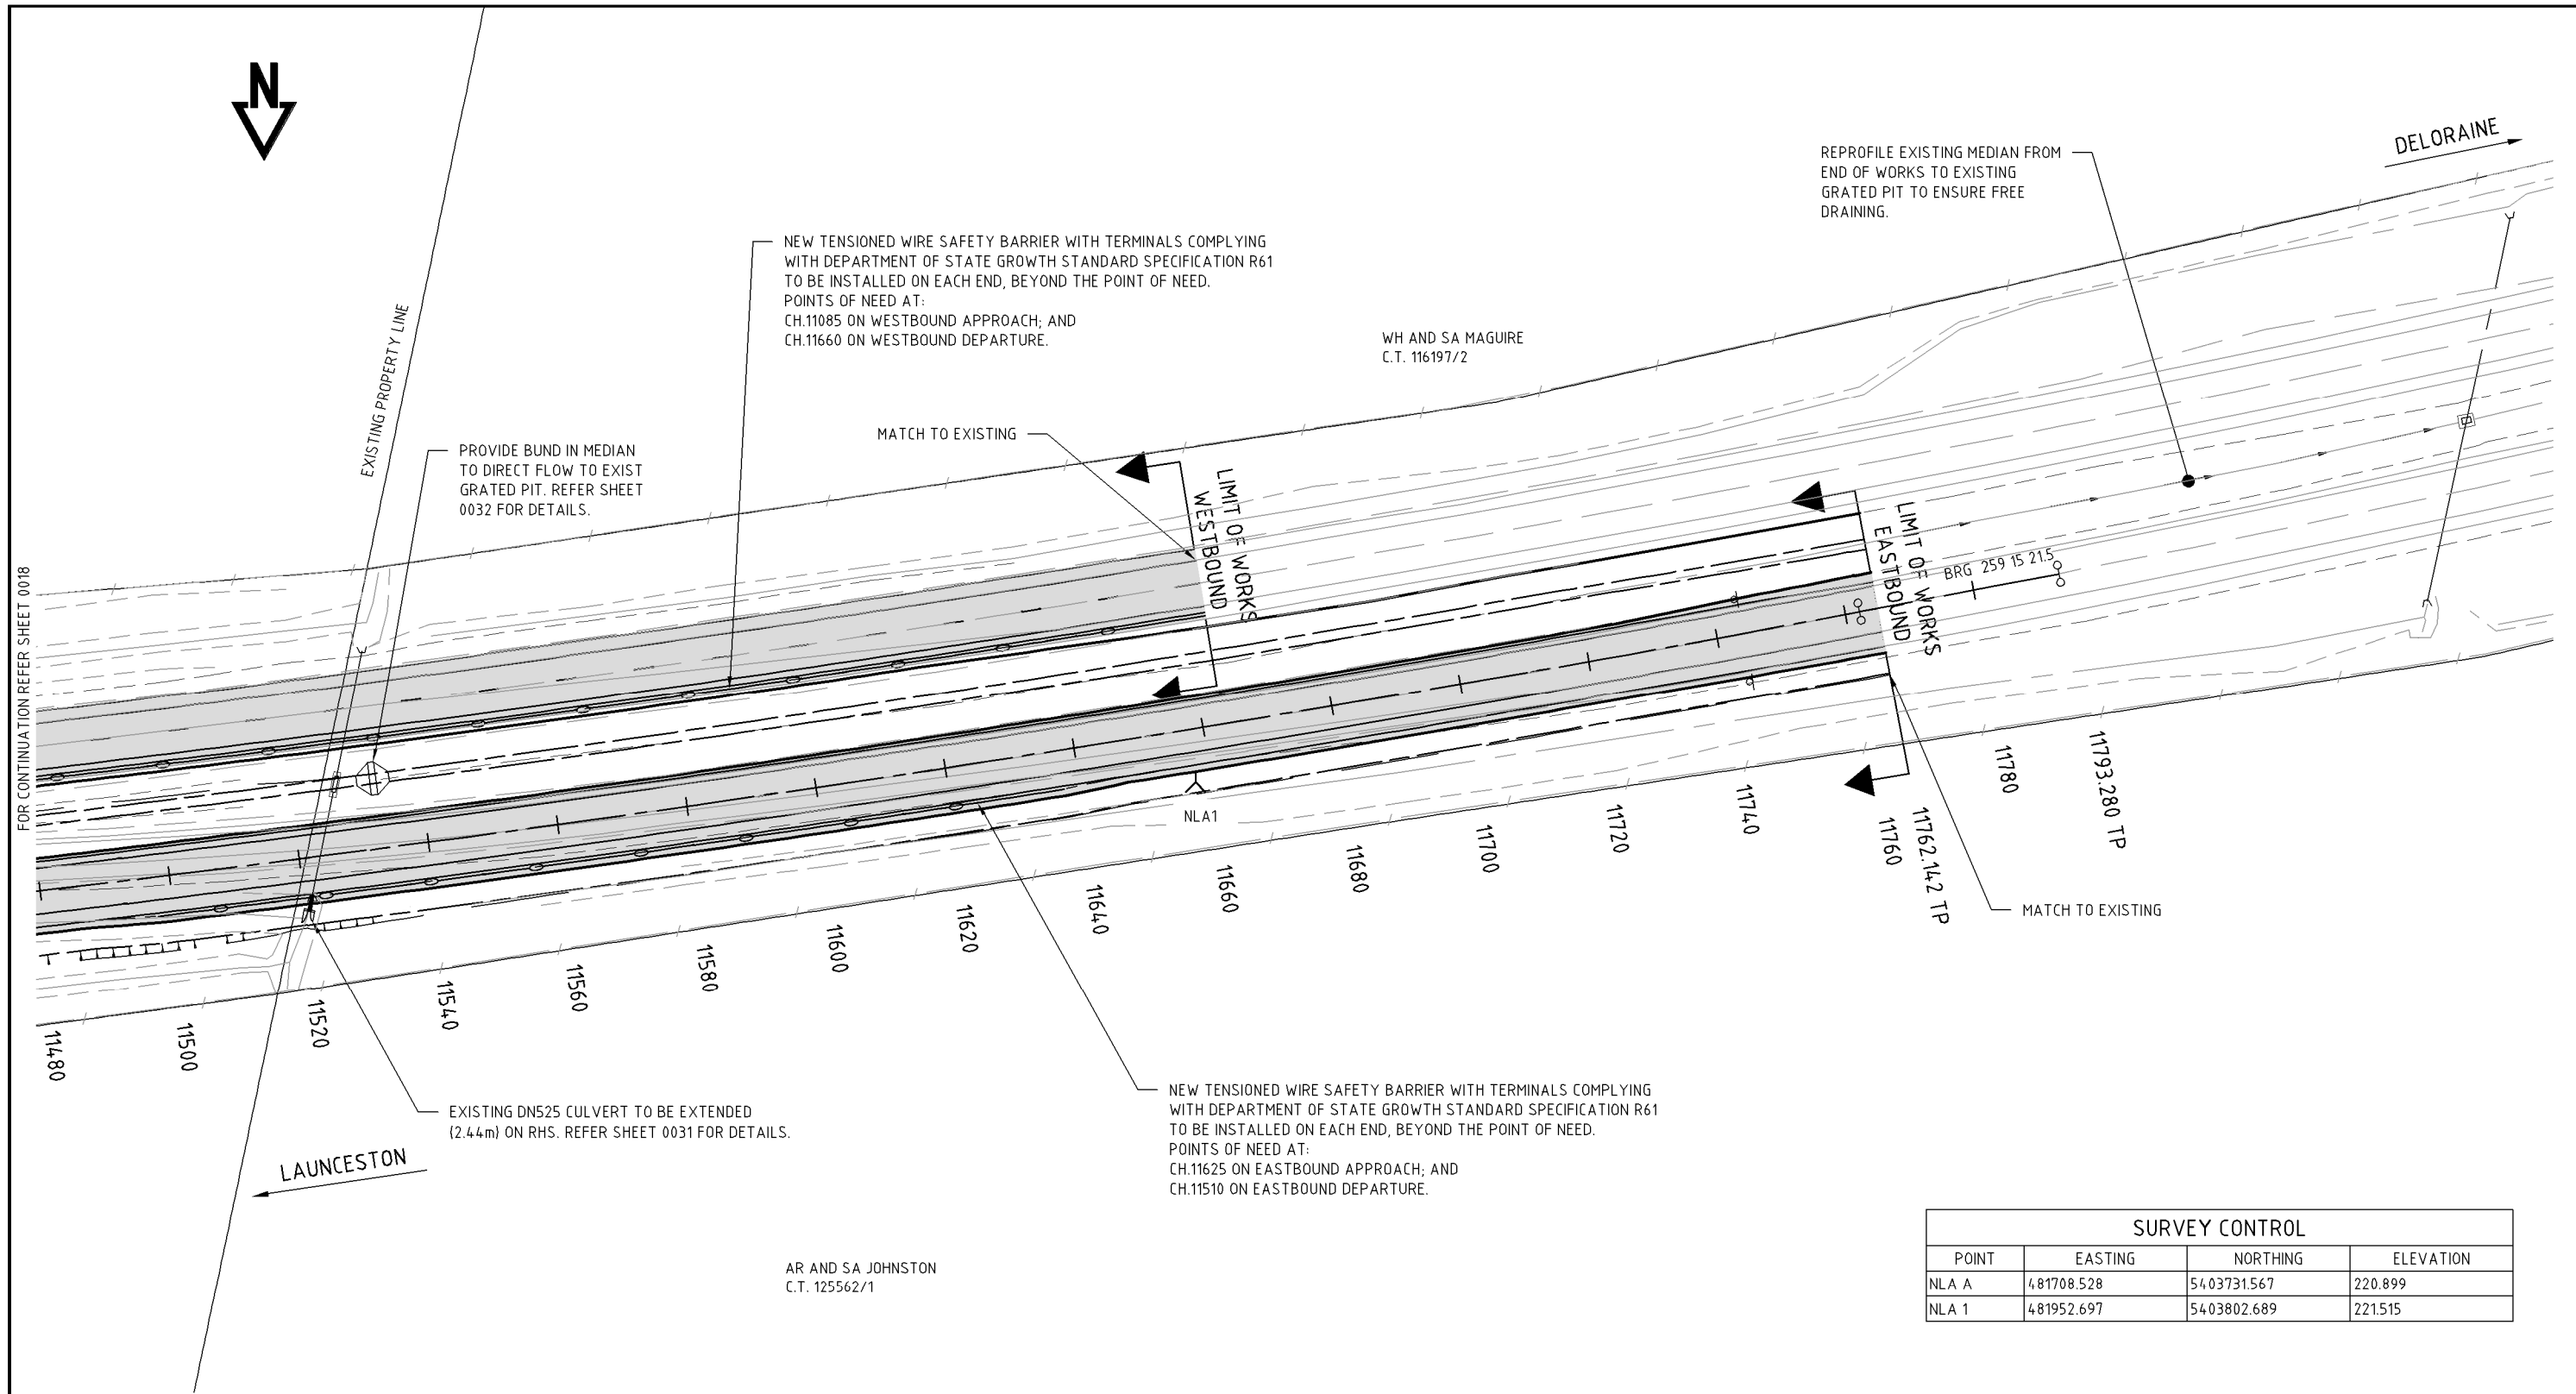 N
DELORAINE
REPROFILE EXISTING MEDIAN FROM
END OF WORKS TO EXISTING
GRATED PIT TO ENSURE FREE
DRAINING.
NEW TENSIONED WIRE SAFETY BARRIER WITH TERMINALS COMPLYING
WITH DEPARTMENT OF STATE GROWTH STANDARD SPECIFICATION R61
TO BE INSTALLED ON EACH END, BEYOND THE POINT OF NEED.
POINTS OF NEED AT:
CH.11085 ON WESTBOUND APPROACH; AND
CH.11660 ON WESTBOUND DEPARTURE.
WH AND SA MAGUIRE
C.T. 116197/2
EXISTING PROPERTY LINE
MATCH TO EXISTING
PROVIDE BUND IN MEDIAN
TO DIRECT FLOW TO EXIST
GRATED PIT. REFER SHEET
0032 FOR DETAILS.
LIMIT OF WORKS
WESTBOUND
LIMIT OF WORKS
EASTBOUND
BRG 259 15 21.5
FOR CONTINUATION REFER SHEET 0018
NLA1
11480
11500
11520
11540
11560
11580
11600
11620
11640
11660
11680
11700
11720
11740
11760
11762.142 TP
11780
11793.280 TP
MATCH TO EXISTING
EXISTING DN525 CULVERT TO BE EXTENDED
(2.44m) ON RHS. REFER SHEET 0031 FOR DETAILS.
LAUNCESTON
NEW TENSIONED WIRE SAFETY BARRIER WITH TERMINALS COMPLYING
WITH DEPARTMENT OF STATE GROWTH STANDARD SPECIFICATION R61
TO BE INSTALLED ON EACH END, BEYOND THE POINT OF NEED.
POINTS OF NEED AT:
CH.11625 ON EASTBOUND APPROACH; AND
CH.11510 ON EASTBOUND DEPARTURE.
AR AND SA JOHNSTON
C.T. 125562/1
SURVEY CONTROL
POINT EASTING NORTHING ELEVATION
NLA A 481708.528 5403731.567 220.899
NLA 1 481952.697 5403802.689 221.515